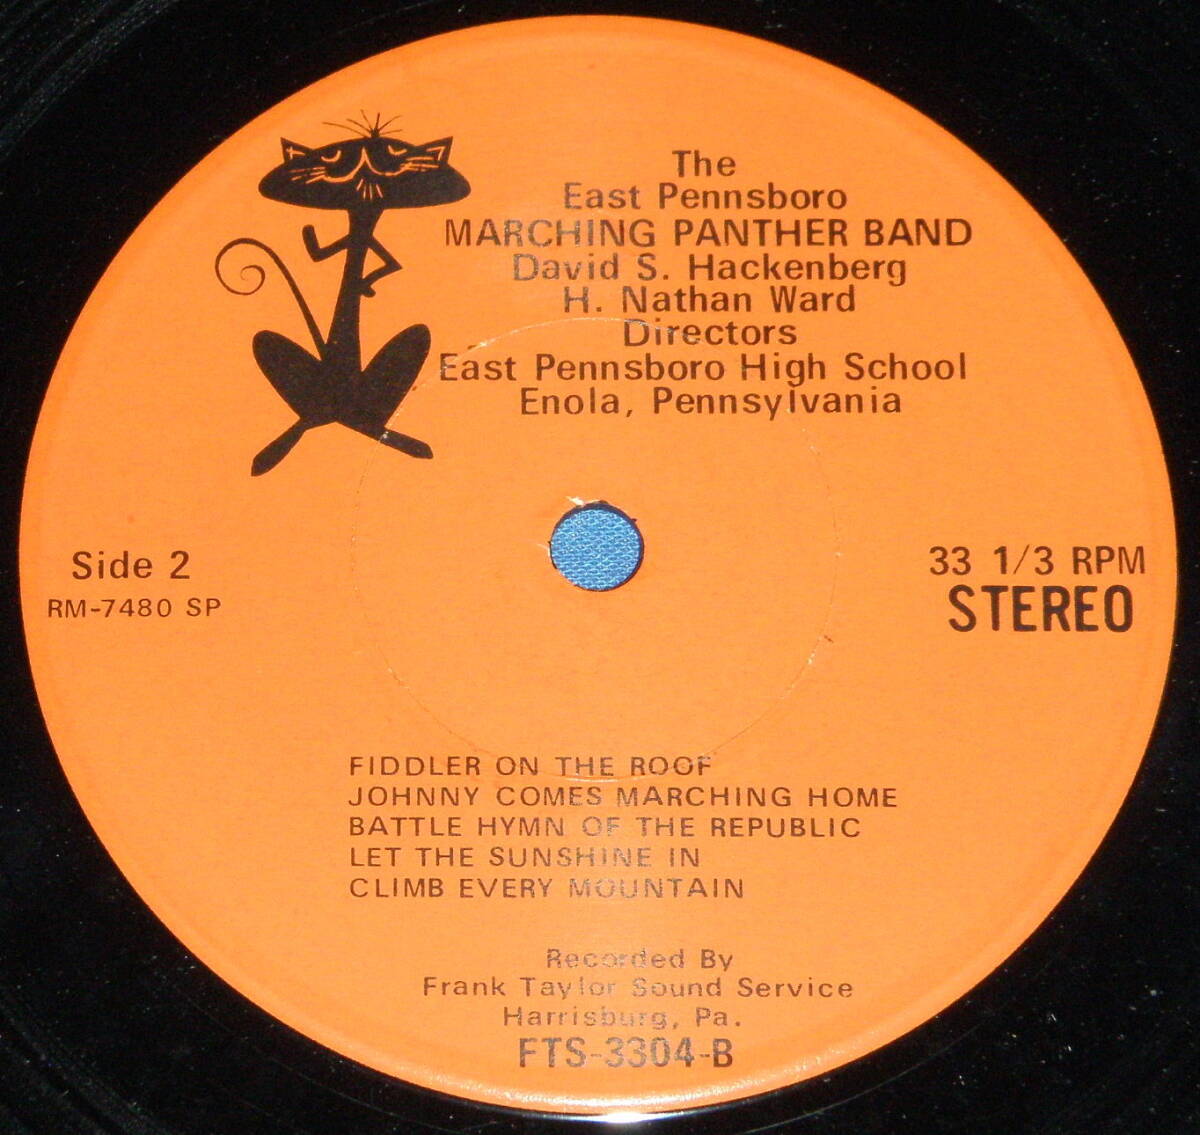 The
East Pennsboro
MARCHING PANTHER BAND
David S. Hackenberg
H. Nathan Ward
Directors
East Pennsboro High School
Enola, Pennsylvania
Side 2
RM-7480 SP
33 1/3 RPM
STEREO
FIDDLER ON THE ROOF
JOHNNY COMES MARCHING HOME
BATTLE HYMN OF THE REPUBLIC
LET THE SUNSHINE IN
CLIMB EVERY MOUNTAIN
Recorded By
Frank Taylor Sound Service
Harrisburg, Pa.
FTS-3304-B